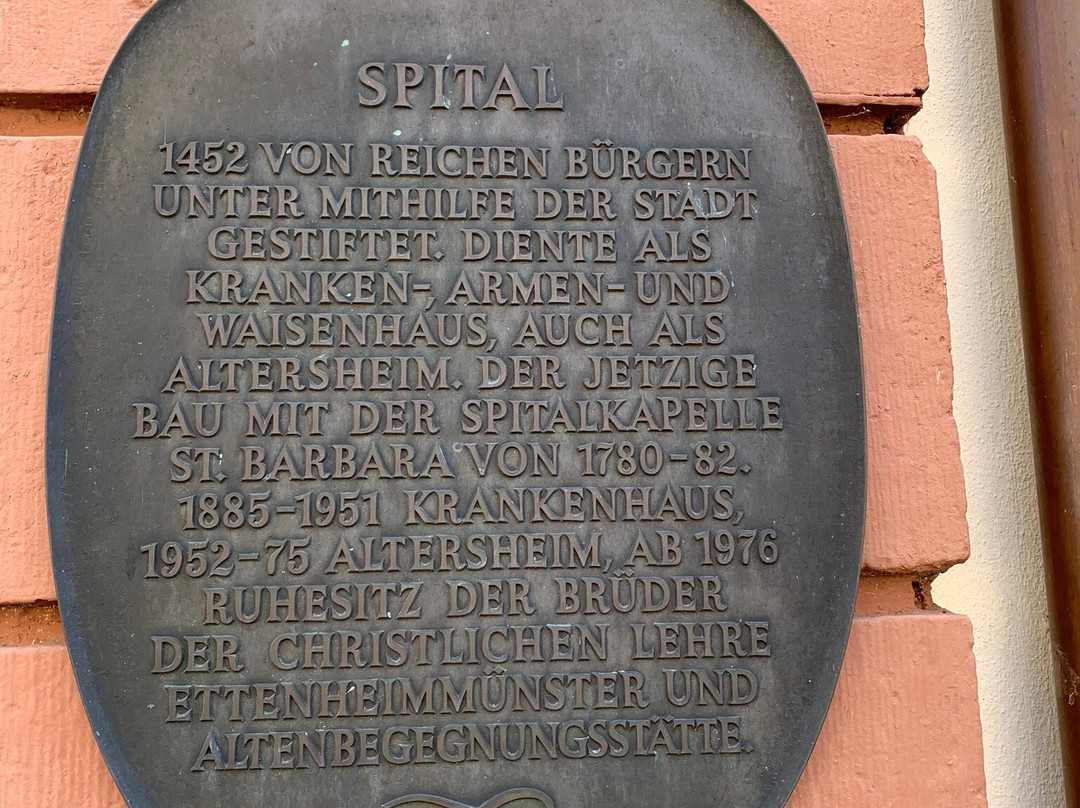 SPITAL
1452 VON REICHEN BÜRGERN
UNTER MITHILFE DER STADT
GESTIFTET. DIENTE ALS
KRANKEN-, ARMEN- UND
WAISENHAUS, AUCH ALS
ALTERSHEIM. DER JETZIGE
BAU MIT DER SPITALKAPELLE
ST. BARBARA VON 1780-82.
1885-1951 KRANKENHAUS,
1952-75 ALTERSHEIM, AB 1976
RUHESITZ DER BRÜDER
DER CHRISTLICHEN LEHRE
ETTENHEIMMÜNSTER UND
ALTENBEGEGNUNGSSTÄTTE.